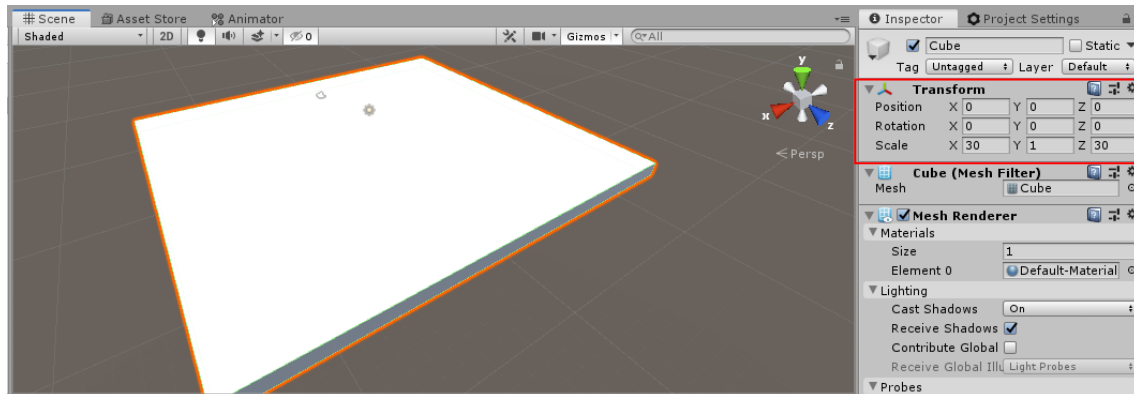 Scene Asset Store Animator
Shaded 2D 0 Gizmos All
y
x
z
Persp
Inspector Project Settings
Cube Static
Tag Untagged Layer Default
Transform
Position X 0 Y 0 Z 0
Rotation X 0 Y 0 Z 0
Scale X 30 Y 1 Z 30
Cube (Mesh Filter)
Mesh Cube
Mesh Renderer
Materials
Size 1
Element 0 Default-Material
Lighting
Cast Shadows On
Receive Shadows
Contribute Global
Receive Global Illu Light Probes
Probes